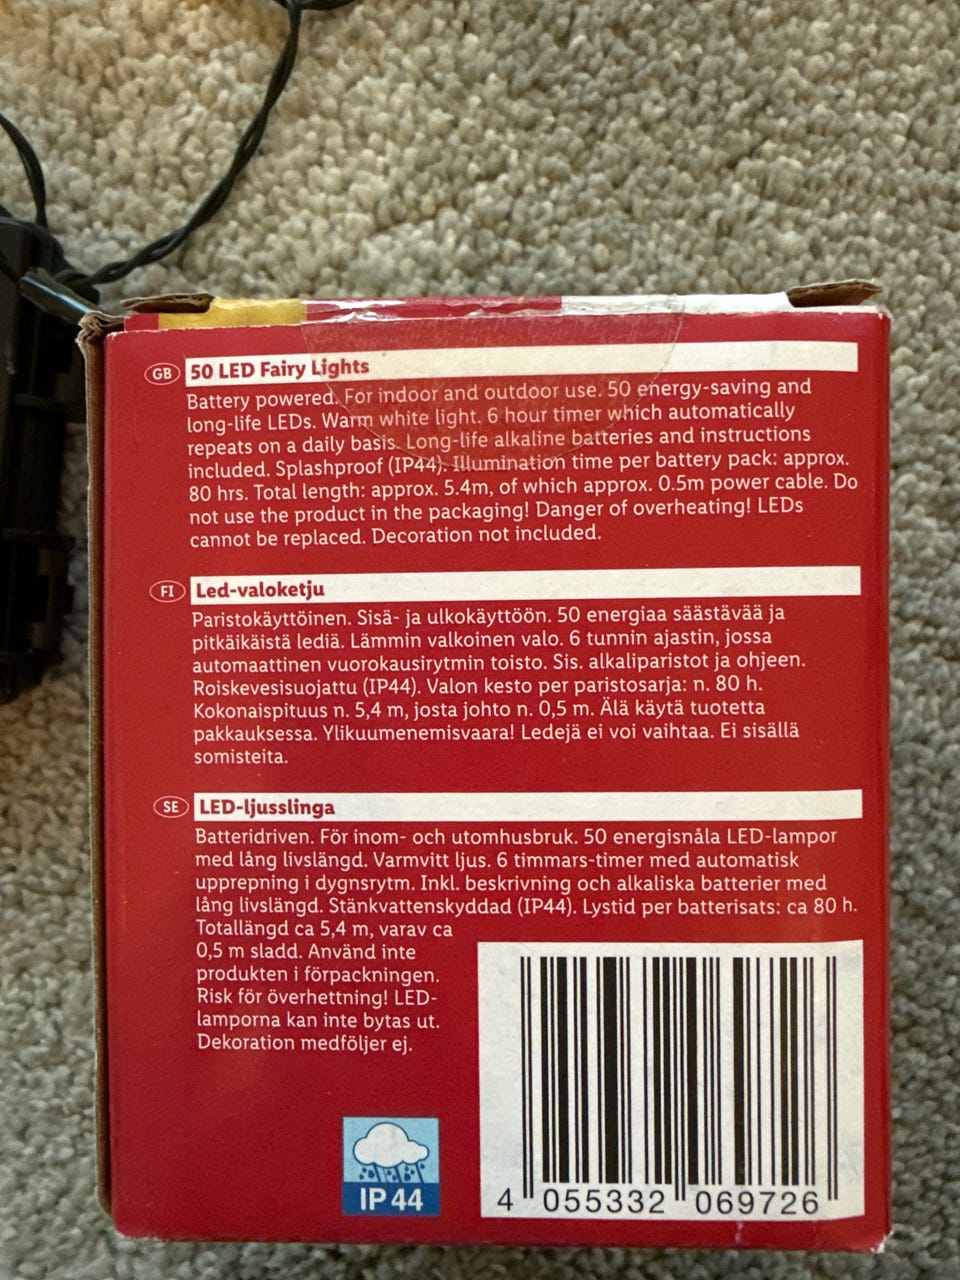 GB 50 LED Fairy Lights
Battery powered. For indoor and outdoor use. 50 energy-saving and
long-life LEDs. Warm white light. 6 hour timer which automatically
repeats on a daily basis. Long-life alkaline batteries and instructions
included. Splashproof (IP44). Illumination time per battery pack: approx.
80 hrs. Total length: approx. 5.4m, of which approx. 0.5m power cable. Do
not use the product in the packaging! Danger of overheating! LEDs
cannot be replaced. Decoration not included.
FI Led-valoketju
Paristokäyttöinen. Sisä- ja ulkokäyttöön. 50 energiaa säästävää ja
pitkäikäistä lediä. Lämmin valkoinen valo. 6 tunnin ajastin, jossa
automaattinen vuorokausirytmin toisto. Sis. alkaliparistot ja ohjeen.
Roiskevesisuojattu (IP44). Valon kesto per paristosarja: n. 80 h.
Kokonaispituus n. 5,4 m, josta johto n. 0,5 m. Älä käytä tuotetta
pakkauksessa. Ylikuumenemisvaara! Ledejä ei voi vaihtaa. Ei sisällä
somisteita.
SE LED-ljusslinga
Batteridriven. För inom- och utomhusbruk. 50 energisnåla LED-lampor
med lång livslängd. Varmvitt ljus. 6 timmars-timer med automatisk
upprepning i dygnsrytm. Inkl. beskrivning och alkaliska batterier med
lång livslängd. Stänkvattenskyddad (IP44). Lystid per batterisats: ca 80 h.
Totallängd ca 5,4 m, varav ca
0,5 m sladd. Använd inte
produkten i förpackningen.
Risk för överhettning! LED-
lamporna kan inte bytas ut.
Dekoration medföljer ej.
IP 44
4 055332 069726